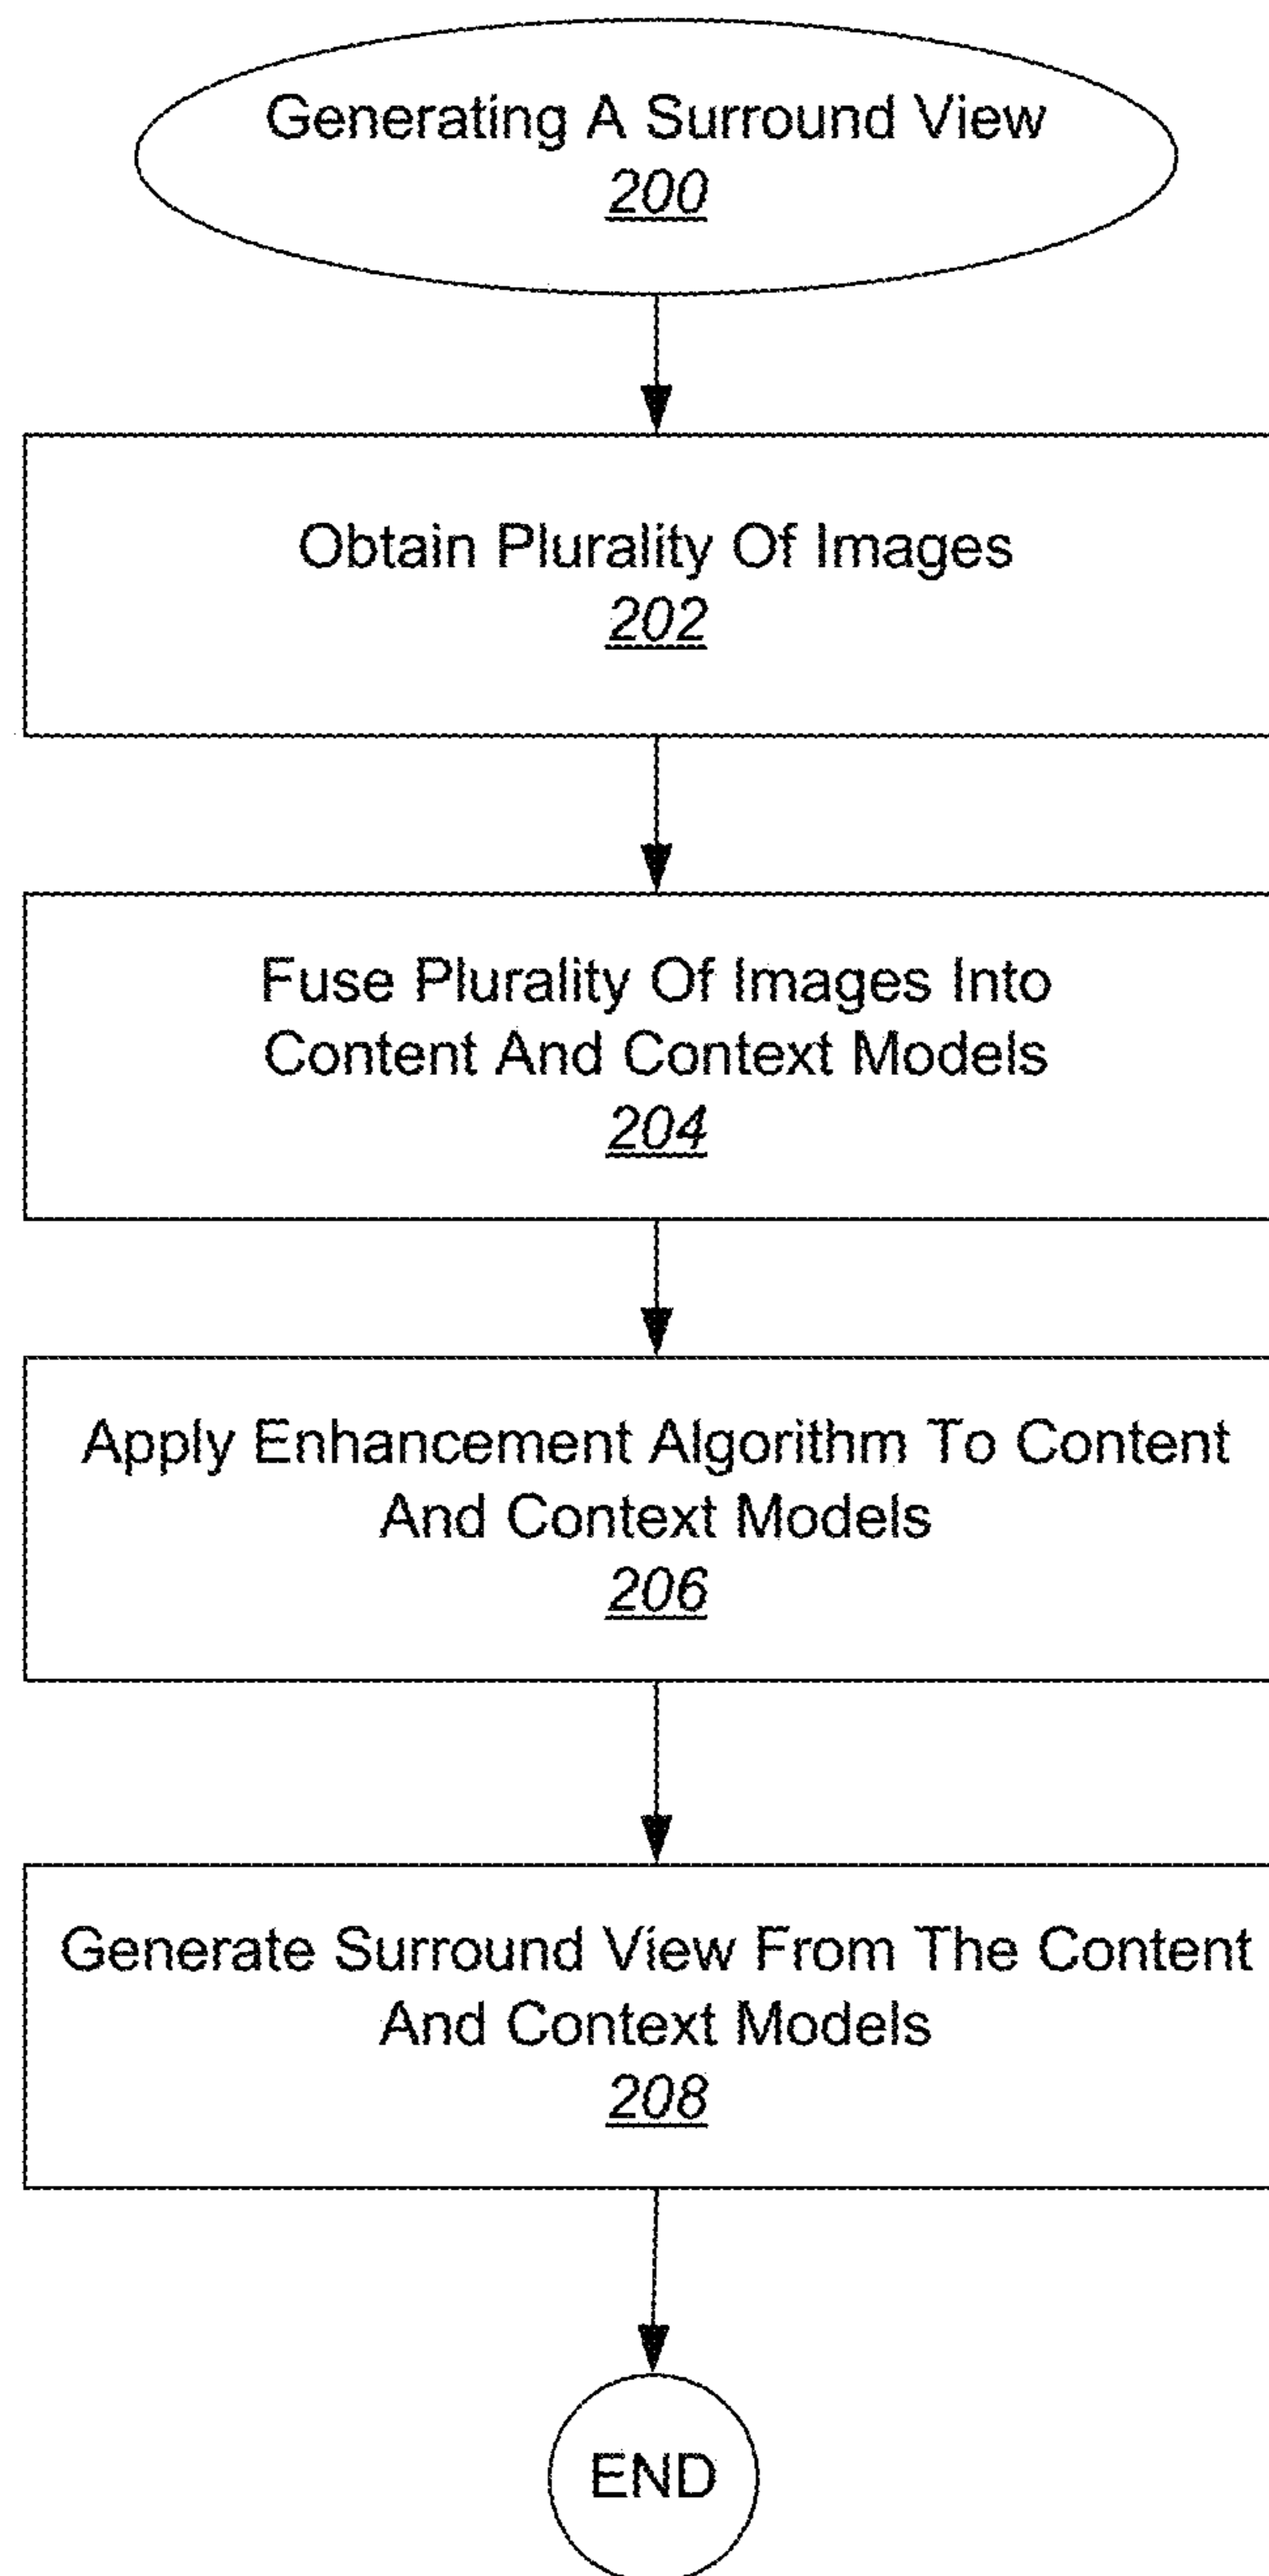 Generating A Surround View
200
Obtain Plurality Of Images
202
Fuse Plurality Of Images Into
Content And Context Models
204
Apply Enhancement Algorithm To Content
And Context Models
206
Generate Surround View From The Content
And Context Models
208
END